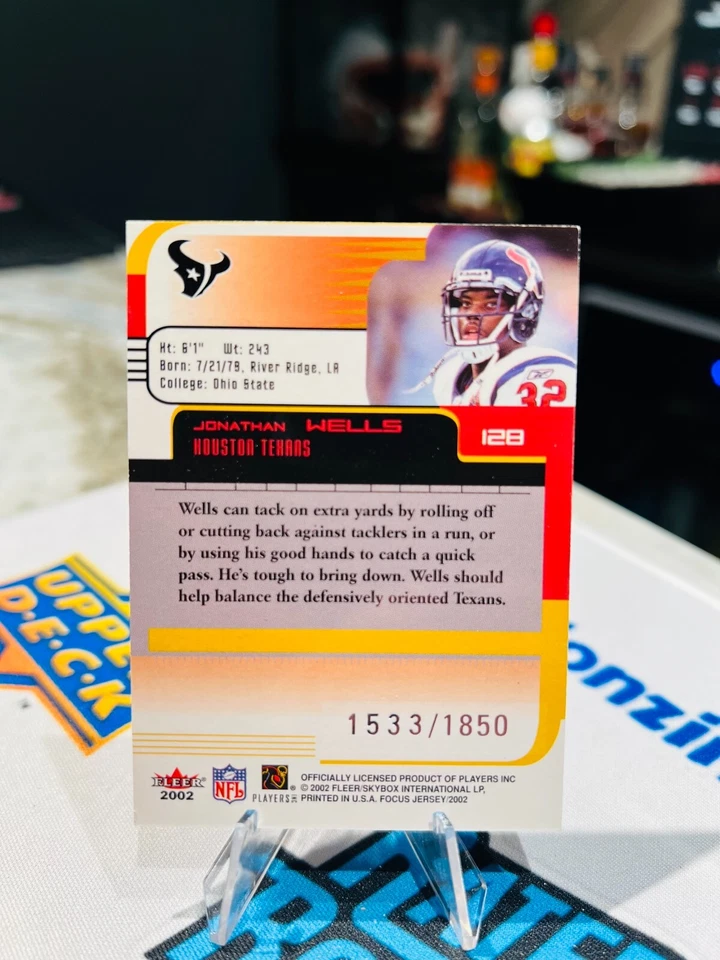 Ht: 6'1" Wt: 243
Born: 7/21/79, River Ridge, LA
College: Ohio State
32
JONATHAN WELLS
128
HOUSTON TEXANS
Wells can tack on extra yards by rolling off
or cutting back against tacklers in a run, or
by using his good hands to catch a quick
pass. He's tough to bring down. Wells should
help balance the defensively oriented Texans.
1533/1850
FLEER
2002
NFL
PLAYERS INC
OFFICIALLY LICENSED PRODUCT OF PLAYERS INC
© 2002 FLEER/SKYBOX INTERNATIONAL LP,
PRINTED IN U.S.A. FOCUS JERSEY/2002
UPPER
D·E·C·K